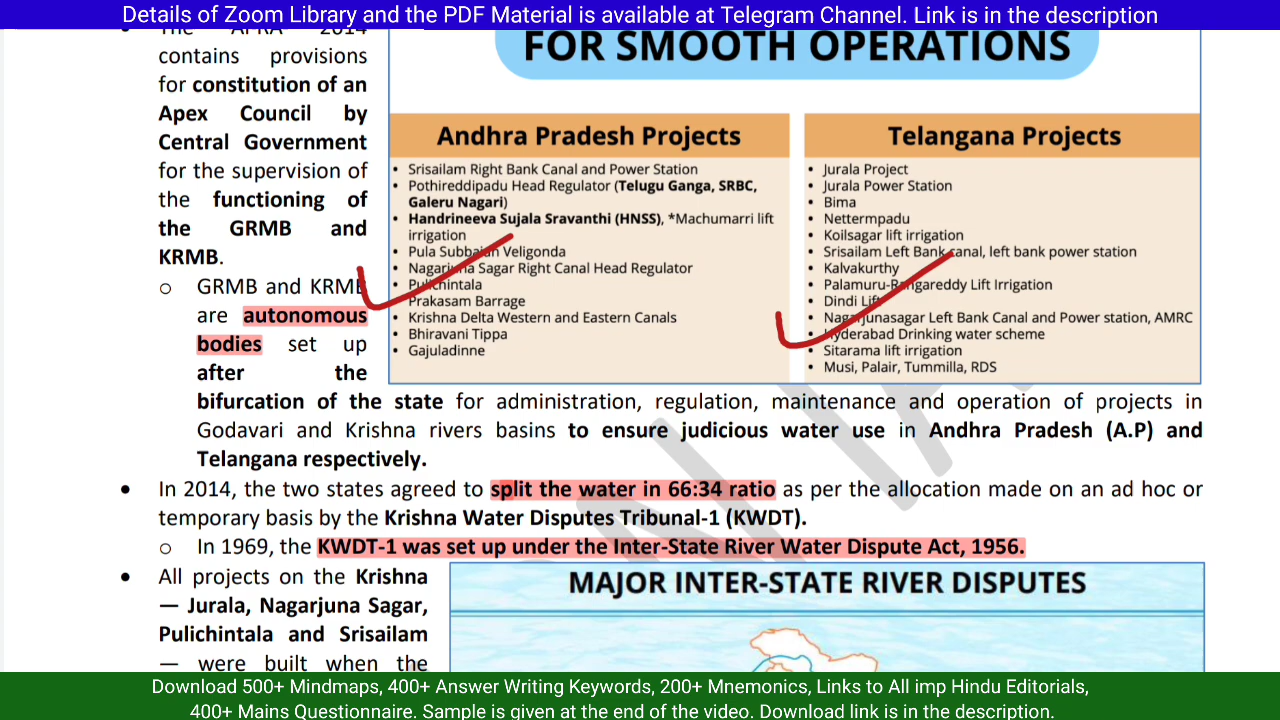 Details of Zoom Library and the PDF Material is available at Telegram Channel. Link is in the description
The APRA 2014
contains provisions
for constitution of an
Apex Council by
Central Government
for the supervision of
the functioning of
the GRMB and
KRMB.
o GRMB and KRMB
are autonomous
bodies set up
after the
FOR SMOOTH OPERATIONS
Andhra Pradesh Projects
• Srisailam Right Bank Canal and Power Station
• Pothireddipadu Head Regulator (Telugu Ganga, SRBC,
Galeru Nagari)
• Handrineeva Sujala Sravanthi (HNSS), *Machumarri lift
irrigation
• Pula Subbaiah Veligonda
• Nagarjuna Sagar Right Canal Head Regulator
• Pulichintala
• Prakasam Barrage
• Krishna Delta Western and Eastern Canals
• Bhiravani Tippa
• Gajuladinne
Telangana Projects
• Jurala Project
• Jurala Power Station
• Bima
• Nettermpadu
• Koilsagar lift irrigation
• Srisailam Left Bank canal, left bank power station
• Kalvakurthy
• Palamuru-Rangareddy Lift Irrigation
• Dindi Lift
• Nagarjunasagar Left Bank Canal and Power station, AMRC
• Hyderabad Drinking water scheme
• Sitarama lift irrigation
• Musi, Palair, Tummilla, RDS
bifurcation of the state for administration, regulation, maintenance and operation of projects in
Godavari and Krishna rivers basins to ensure judicious water use in Andhra Pradesh (A.P) and
Telangana respectively.
• In 2014, the two states agreed to split the water in 66:34 ratio as per the allocation made on an ad hoc or
temporary basis by the Krishna Water Disputes Tribunal-1 (KWDT).
o In 1969, the KWDT-1 was set up under the Inter-State River Water Dispute Act, 1956.
• All projects on the Krishna
— Jurala, Nagarjuna Sagar,
Pulichintala and Srisailam
— were built when the
MAJOR INTER-STATE RIVER DISPUTES
Download 500+ Mindmaps, 400+ Answer Writing Keywords, 200+ Mnemonics, Links to All imp Hindu Editorials,
400+ Mains Questionnaire. Sample is given at the end of the video. Download link is in the description.